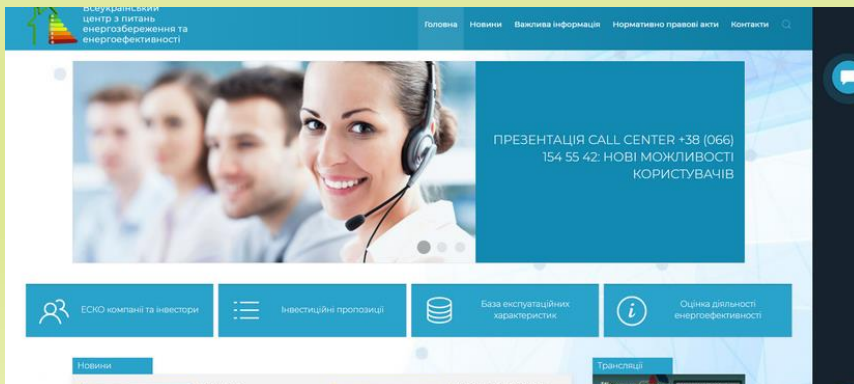 Всеукраїнський
центр з питань
енергозбереження та
енергоефективності
Головна Новини Важлива інформація Нормативно правові акти Контакти
ПРЕЗЕНТАЦІЯ CALL CENTER +38 (066)
154 55 42: НОВІ МОЖЛИВОСТІ
КОРИСТУВАЧІВ
ЕСКО компанії та інвестори
Інвестиційні пропозиції
База експуатаційних
характеристик
Оцінка діяльності
енергоефективності
Новини
Трансляції